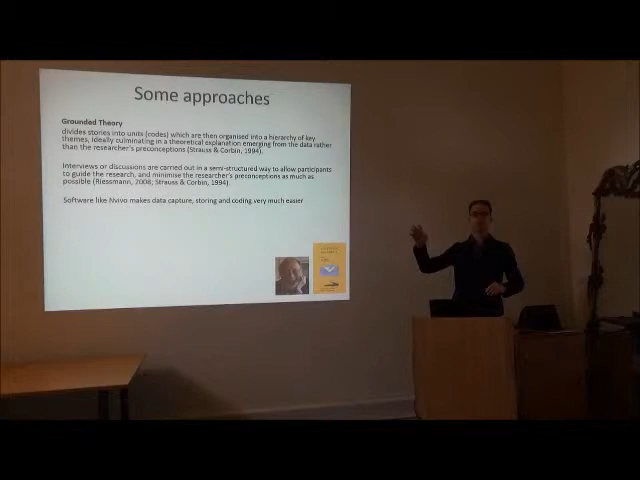 Some approaches
Grounded Theory
divides stories into units (codes) which are then organised into a hierarchy of key
themes, ideally culminating in a theoretical explanation emerging from the data rather
than the researcher's preconceptions (Strauss & Corbin, 1994).
Interviews or discussions are carried out in a semi-structured way to allow participants
to guide the research, and minimise the researcher's preconceptions as much as
possible (Riessmann, 2008; Strauss & Corbin, 1994).
Software like Nvivo makes data capture, storing and coding very much easier